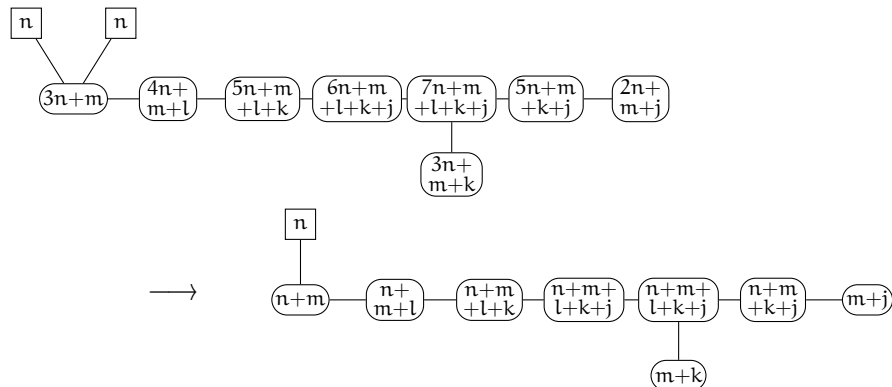 n
n
3n+m
4n+
m+l
5n+m
+l+k
6n+m
+l+k+j
7n+m
+l+k+j
5n+m
+k+j
2n+
m+j
3n+
m+k
n
n+m
n+
m+l
n+m
+l+k
n+m+
l+k+j
n+m+
l+k+j
n+m
+k+j
m+j
m+k